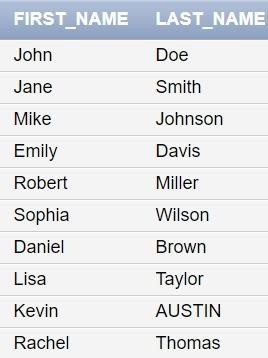 FIRST_NAME LAST_NAME
John Doe
Jane Smith
Mike Johnson
Emily Davis
Robert Miller
Sophia Wilson
Daniel Brown
Lisa Taylor
Kevin AUSTIN
Rachel Thomas